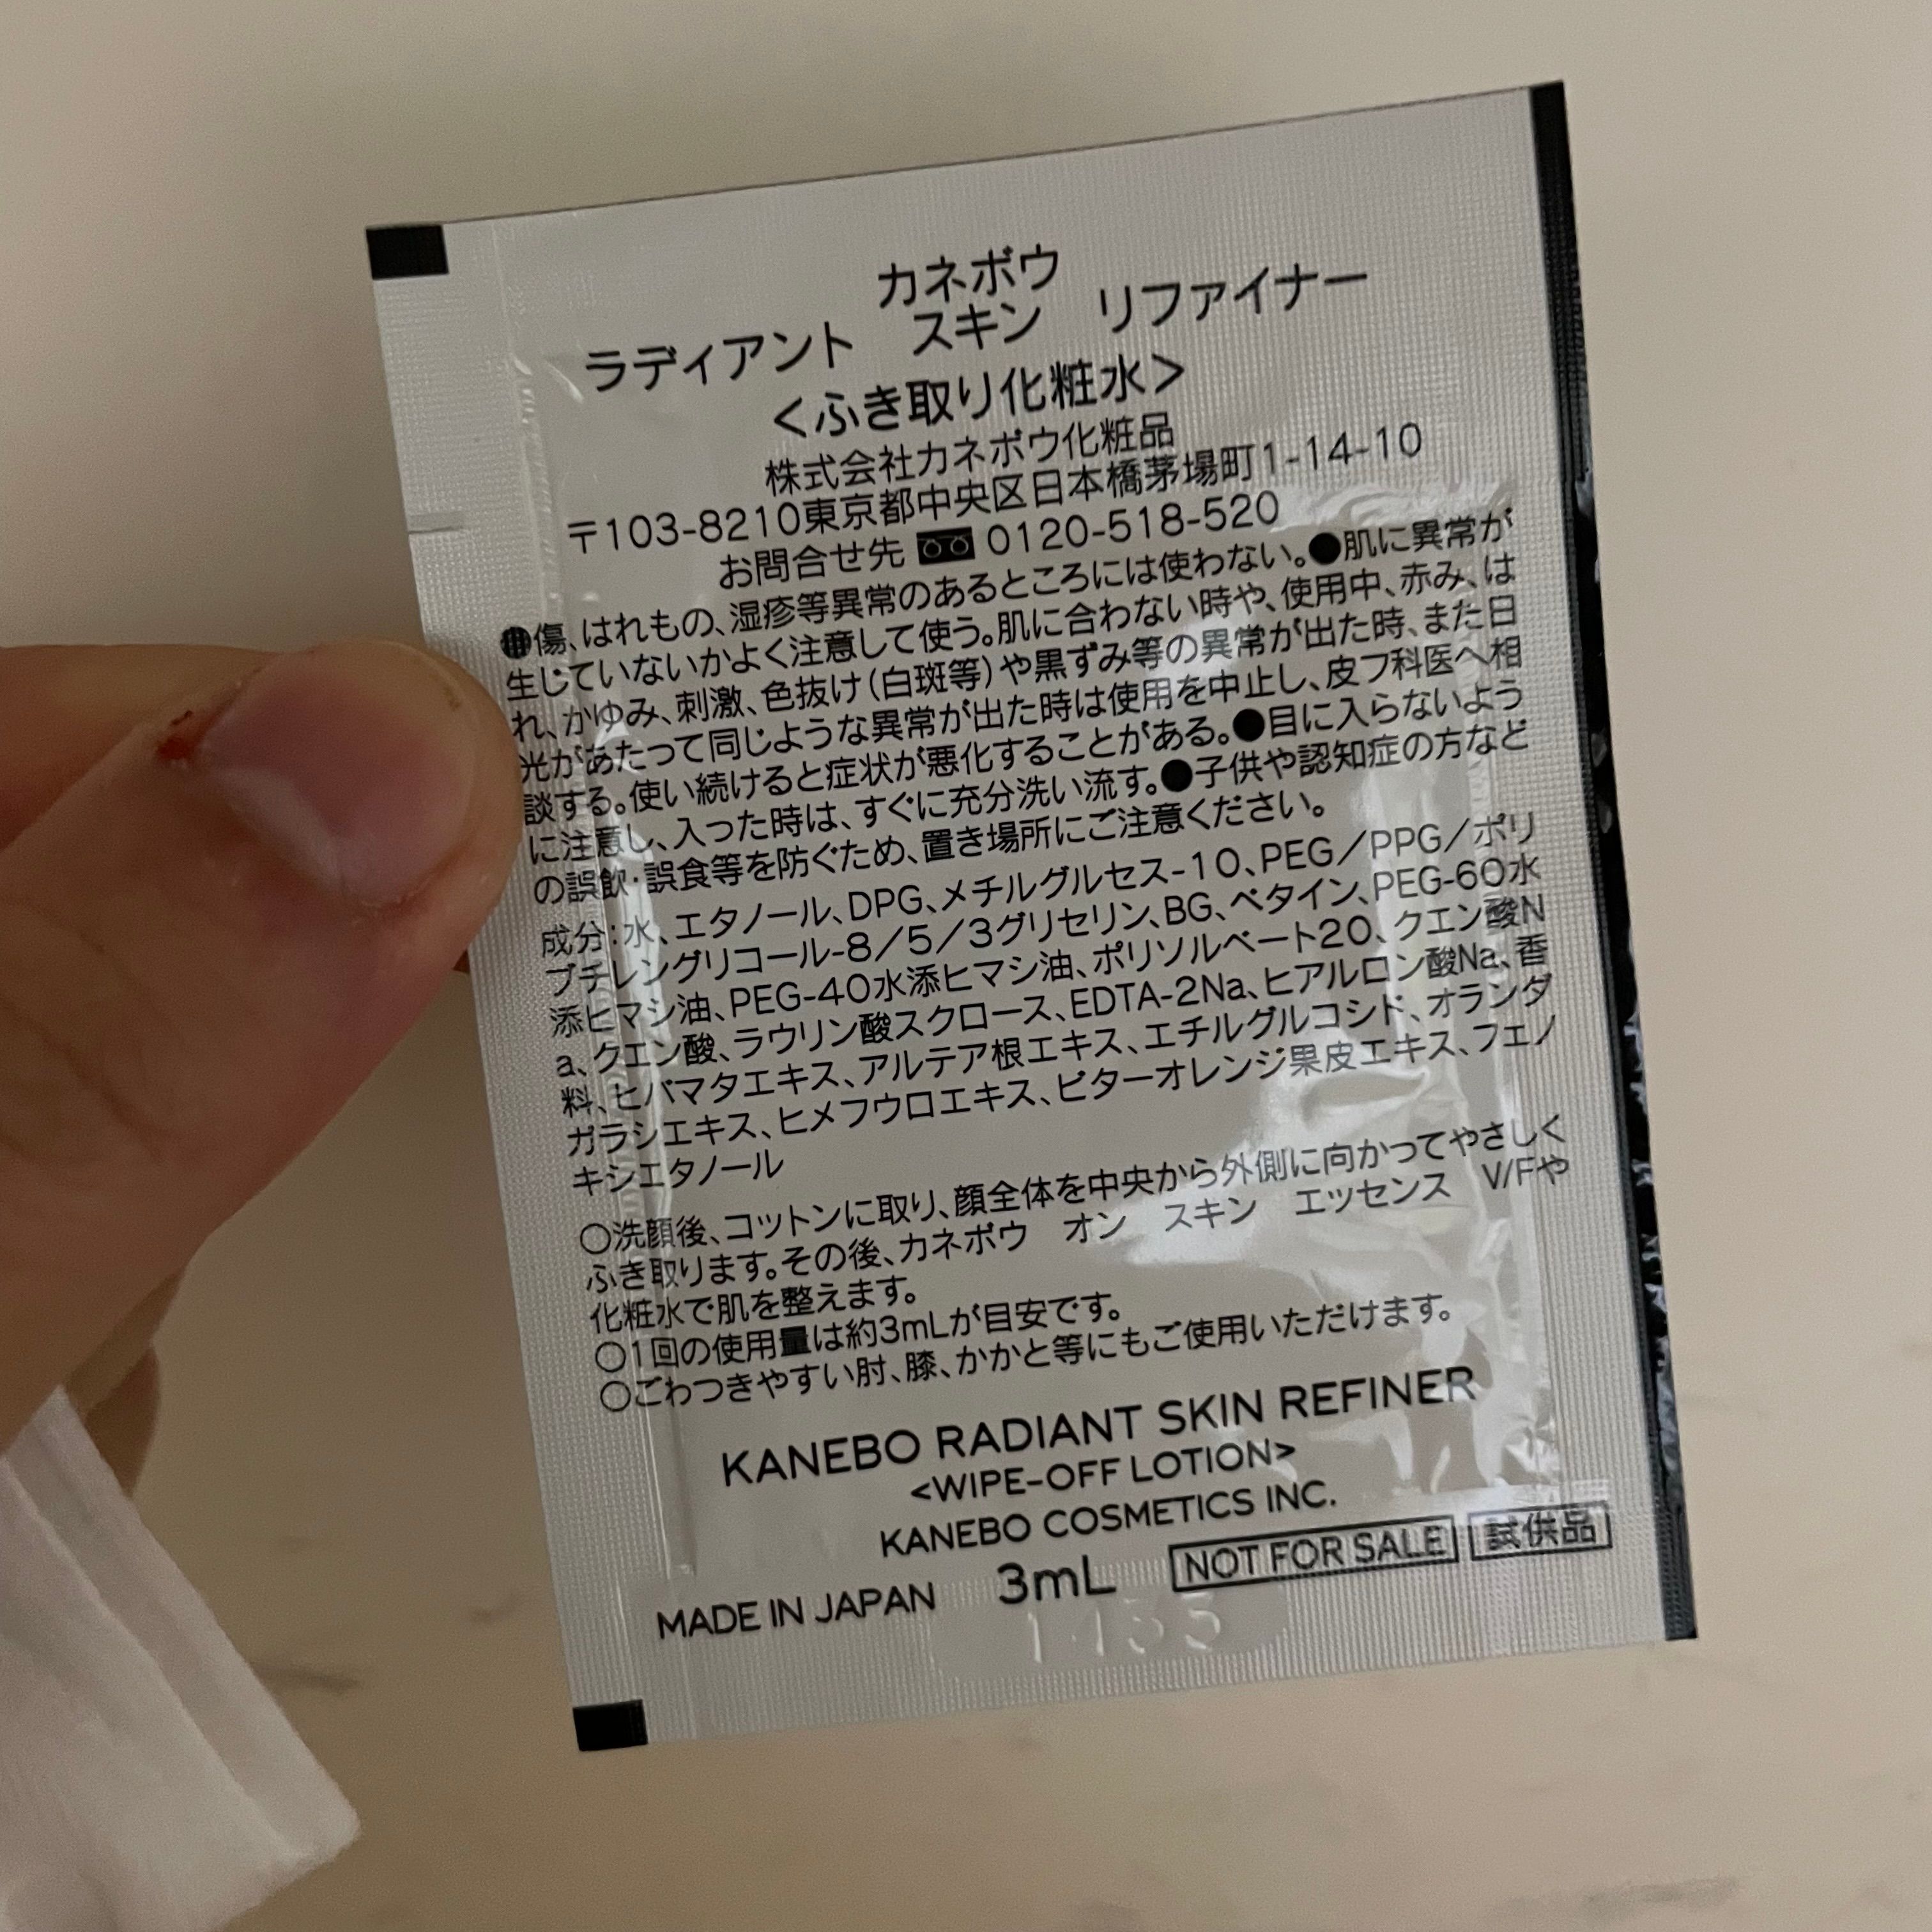 カネボウ
ラディアント スキン リファイナー
<ふき取り化粧水>
株式会社カネボウ化粧品
〒103-8210東京都中央区日本橋茅場町1-14-10
お問合せ先 0120-518-520
●傷、はれもの、湿疹等異常のあるところには使わない。●肌に異常が
生じていないかよく注意して使う。肌に合わない時や、使用中、赤み、は
れ、かゆみ、刺激、色抜け(白斑等)や黒ずみ等の異常が出た時、また日
光があたって同じような異常が出た時は使用を中止し、皮フ科医へ相
談する。使い続けると症状が悪化することがある。●目に入らないよう
に注意し、入った時は、すぐに充分洗い流す。●子供や認知症の方など
の誤飲・誤食等を防ぐため、置き場所にご注意ください。
成分:水、エタノール、DPG、メチルグルセス-10、PEG/PPG/ポリ
ブチレングリコール-8/5/3グリセリン、BG、ベタイン、PEG-60水
添ヒマシ油、PEG-40水添ヒマシ油、ポリソルベート20、クエン酸N
a、クエン酸、ラウリン酸スクロース、EDTA-2Na、ヒアルロン酸Na、香
料、ヒバマタエキス、アルテア根エキス、エチルグルコシド、オランダ
ガラシエキス、ヒメフウロエキス、ビターオレンジ果皮エキス、フェノ
キシエタノール
○洗顔後、コットンに取り、顔全体を中央から外側に向かってやさしく
ふき取ります。その後、カネボウ オン スキン エッセンス V/Fや
化粧水で肌を整えます。
○1回の使用量は約3mLが目安です。
○ごわつきやすい肘、膝、かかと等にもご使用いただけます。
KANEBO RADIANT SKIN REFINER
<WIPE-OFF LOTION>
KANEBO COSMETICS INC.
MADE IN JAPAN 3mL NOT FOR SALE 試供品